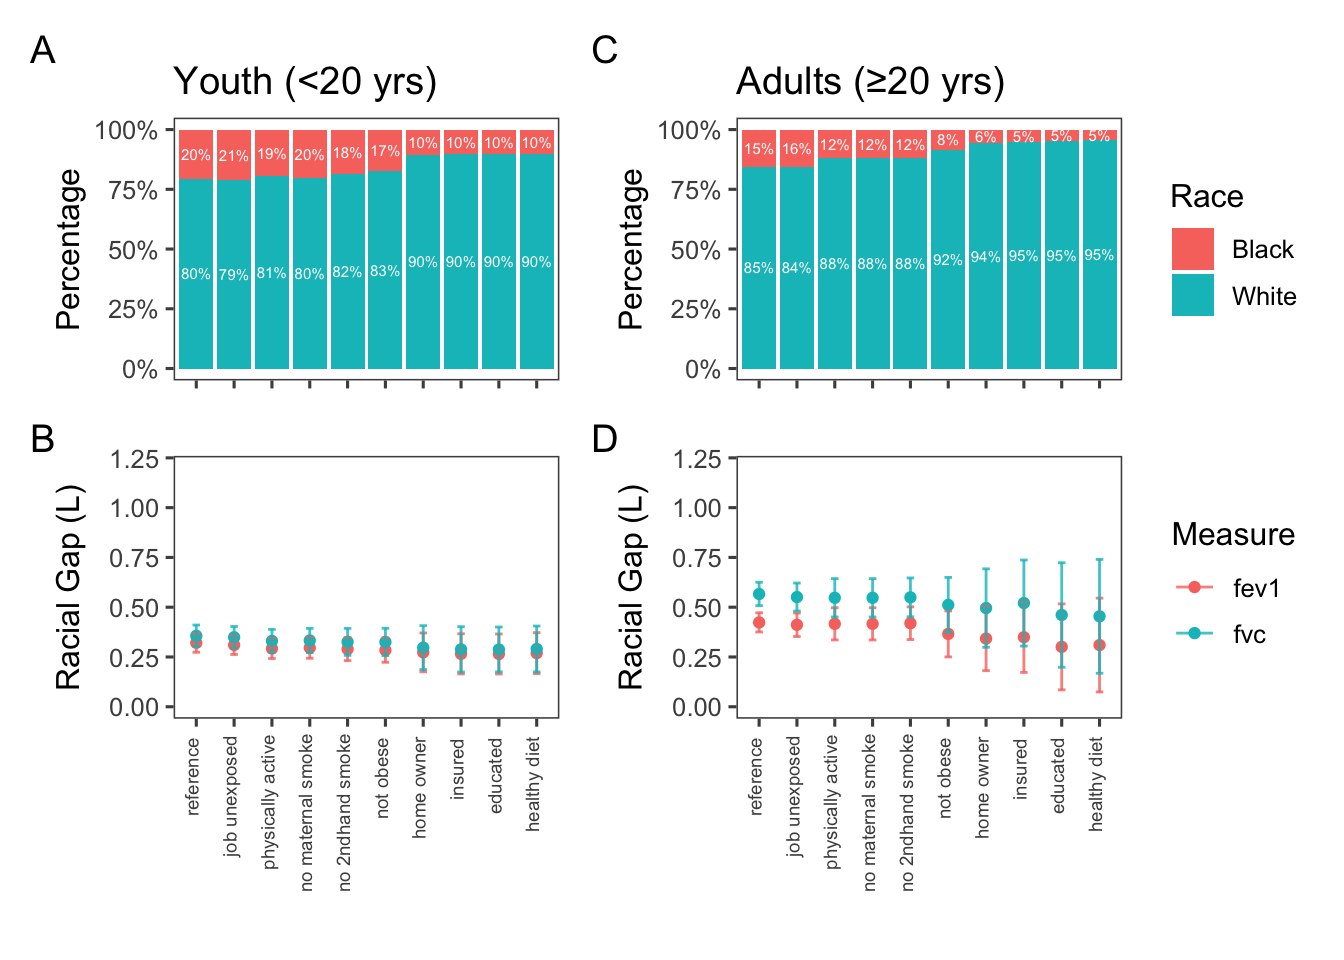 A
Youth (<20 yrs)
Percentage
100%
75%
50%
25%
0%
20% 21% 19% 20% 18% 17% 10% 10% 10% 10%
80% 79% 81% 80% 82% 83% 90% 90% 90% 90%
C
Adults (≥20 yrs)
Percentage
100%
75%
50%
25%
0%
15% 16% 12% 12% 12% 8% 6% 5% 5% 5%
85% 84% 88% 88% 88% 92% 94% 95% 95% 95%
Race
Black
White
B
Racial Gap (L)
1.25
1.00
0.75
0.50
0.25
0.00
reference
job unexposed
physically active
no maternal smoke
no 2ndhand smoke
not obese
home owner
insured
educated
healthy diet
D
Racial Gap (L)
1.25
1.00
0.75
0.50
0.25
0.00
reference
job unexposed
physically active
no maternal smoke
no 2ndhand smoke
not obese
home owner
insured
educated
healthy diet
Measure
fev1
fvc